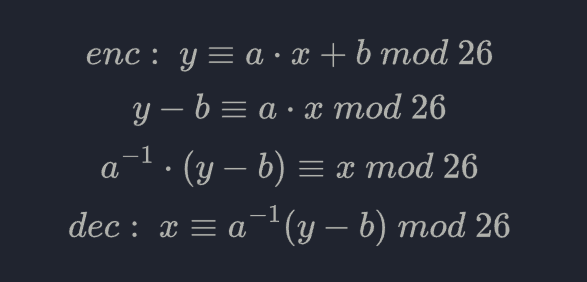 enc : y ≡ a · x + b mod 26
y − b ≡ a · x mod 26
a⁻¹ · (y − b) ≡ x mod 26
dec : x ≡ a⁻¹(y − b) mod 26